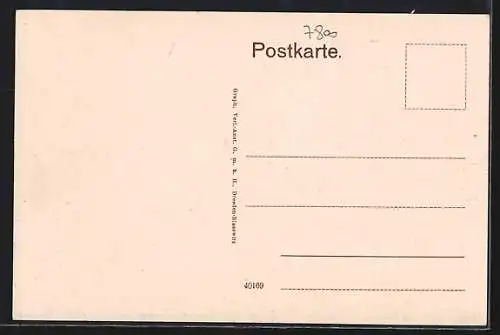 7800
Postkarte.
Graph. Verl.-Anst. G. m. b. H., Dresden-Blasewitz
40169